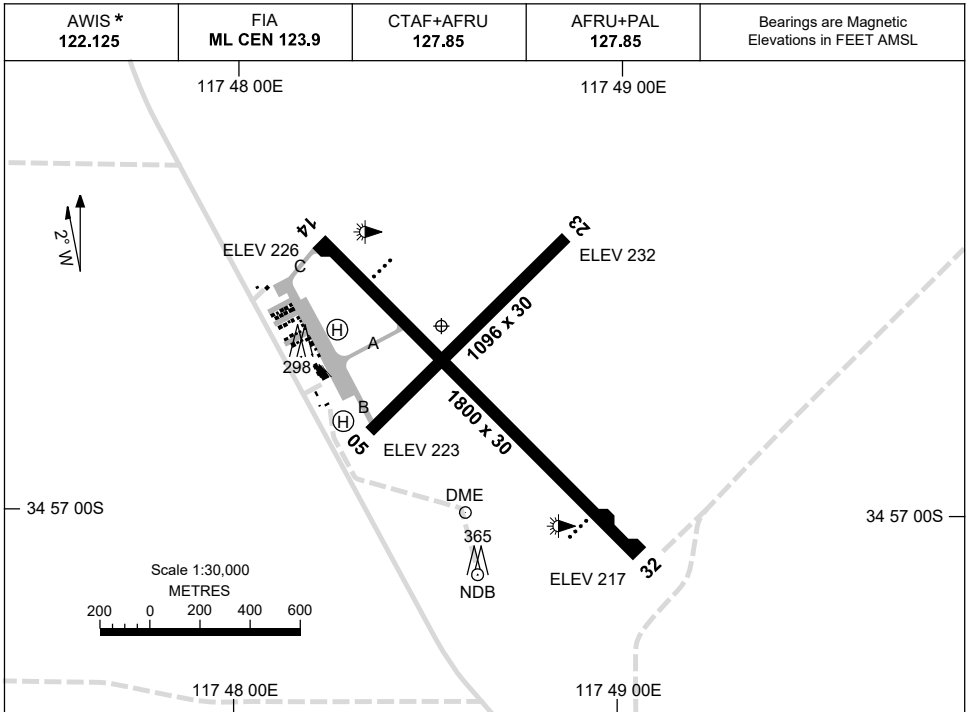 AWIS *
122.125
FIA
ML CEN 123.9
CTAF+AFRU
127.85
AFRU+PAL
127.85
Bearings are Magnetic
Elevations in FEET AMSL
117 48 00E
117 49 00E
2° W
14
ELEV 226
C
23
ELEV 232
H
A
298
1096 x 30
1800 x 30
B
H
05
ELEV 223
34 57 00S
DME
34 57 00S
365
NDB
ELEV 217
32
Scale 1:30,000
METRES
200 0 200 400 600
117 48 00E
117 49 00E